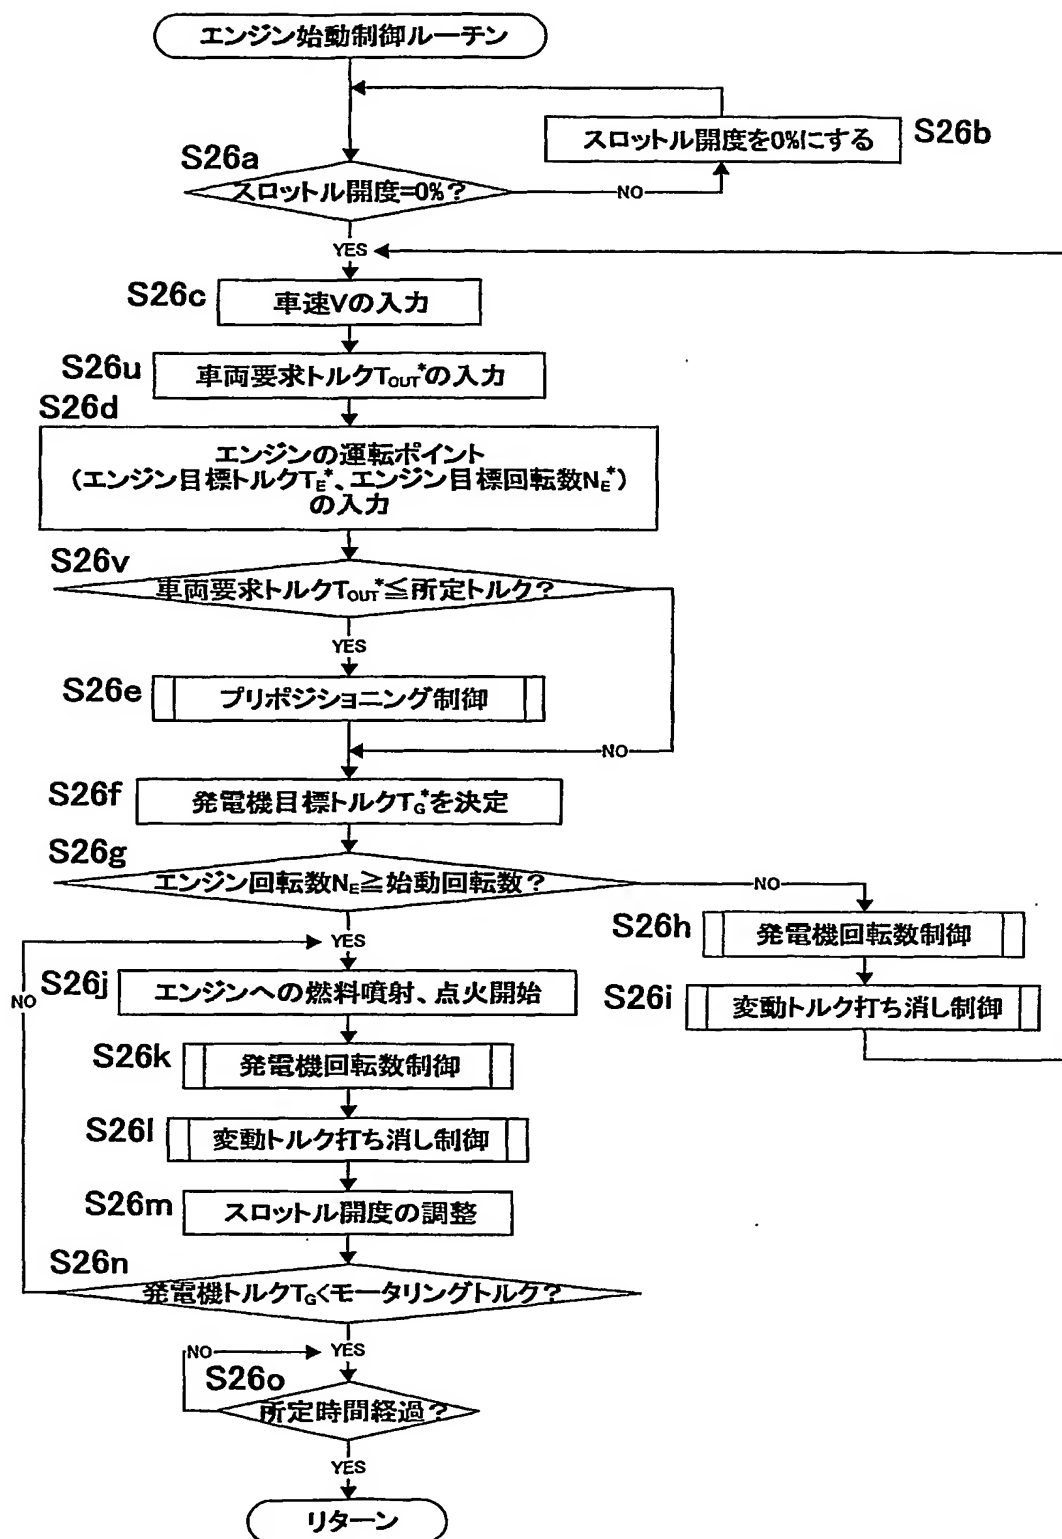 エンジン始動制御ルーチン
スロットル開度を0%にする
S26b
S26a
スロットル開度=0%?
NO
YES
S26c
車速Vの入力
S26u
車両要求トルクTOUT*の入力
S26d
エンジンの運転ポイント
(エンジン目標トルクTE*、エンジン目標回転数NE*)
の入力
S26v
車両要求トルクTOUT*≦所定トルク?
YES
S26e
プリポジショニング制御
NO
S26f
発電機目標トルクTG*を決定
S26g
エンジン回転数NE≧始動回転数?
NO
YES
S26h
発電機回転数制御
S26i
変動トルク打ち消し制御
NO
S26j
エンジンへの燃料噴射、点火開始
S26k
発電機回転数制御
S26l
変動トルク打ち消し制御
S26m
スロットル開度の調整
S26n
発電機トルクTG<モータリングトルク?
NO
YES
S26o
所定時間経過?
YES
リターン